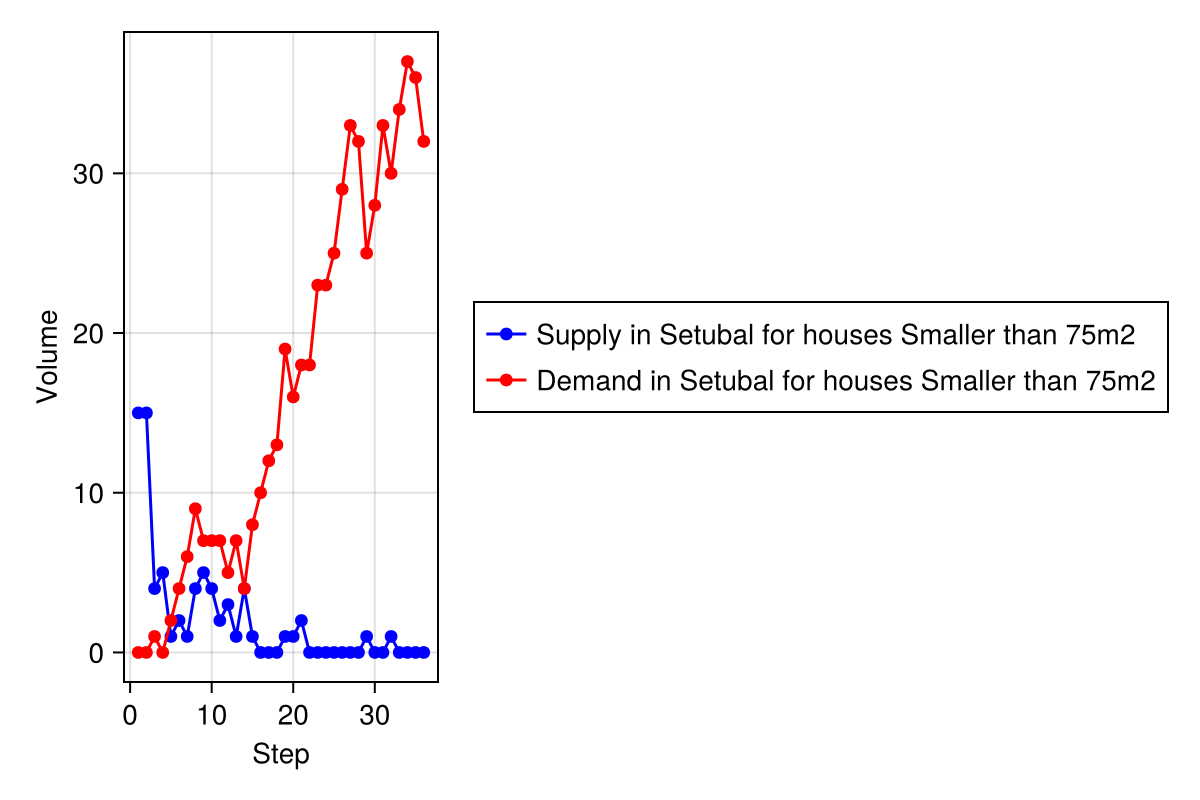 Volume
30
20
10
0
0 10 20 30
Step
Supply in Setubal for houses Smaller than 75m2
Demand in Setubal for houses Smaller than 75m2